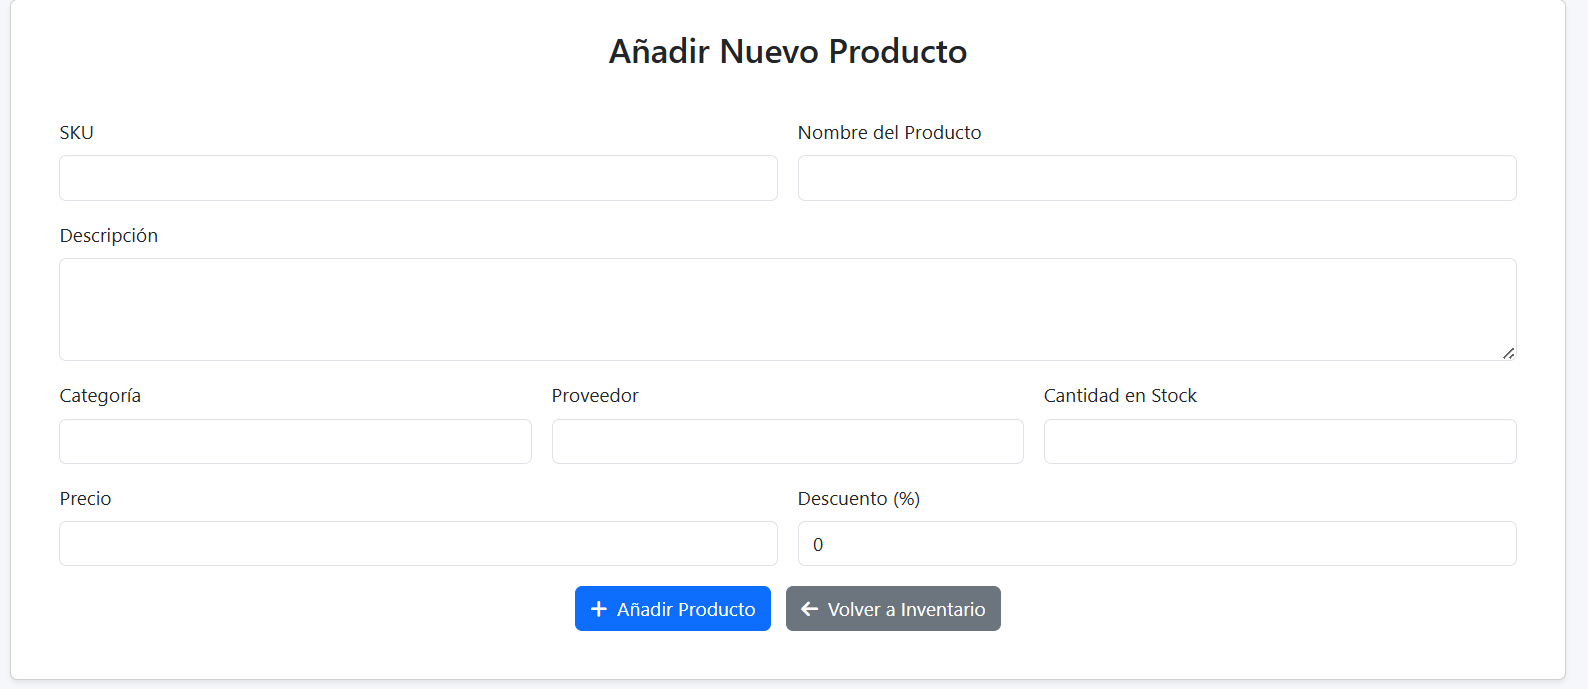 Añadir Nuevo Producto
SKU
Nombre del Producto
Descripción
Categoría
Proveedor
Cantidad en Stock
Precio
Descuento (%)
0
Añadir Producto
Volver a Inventario